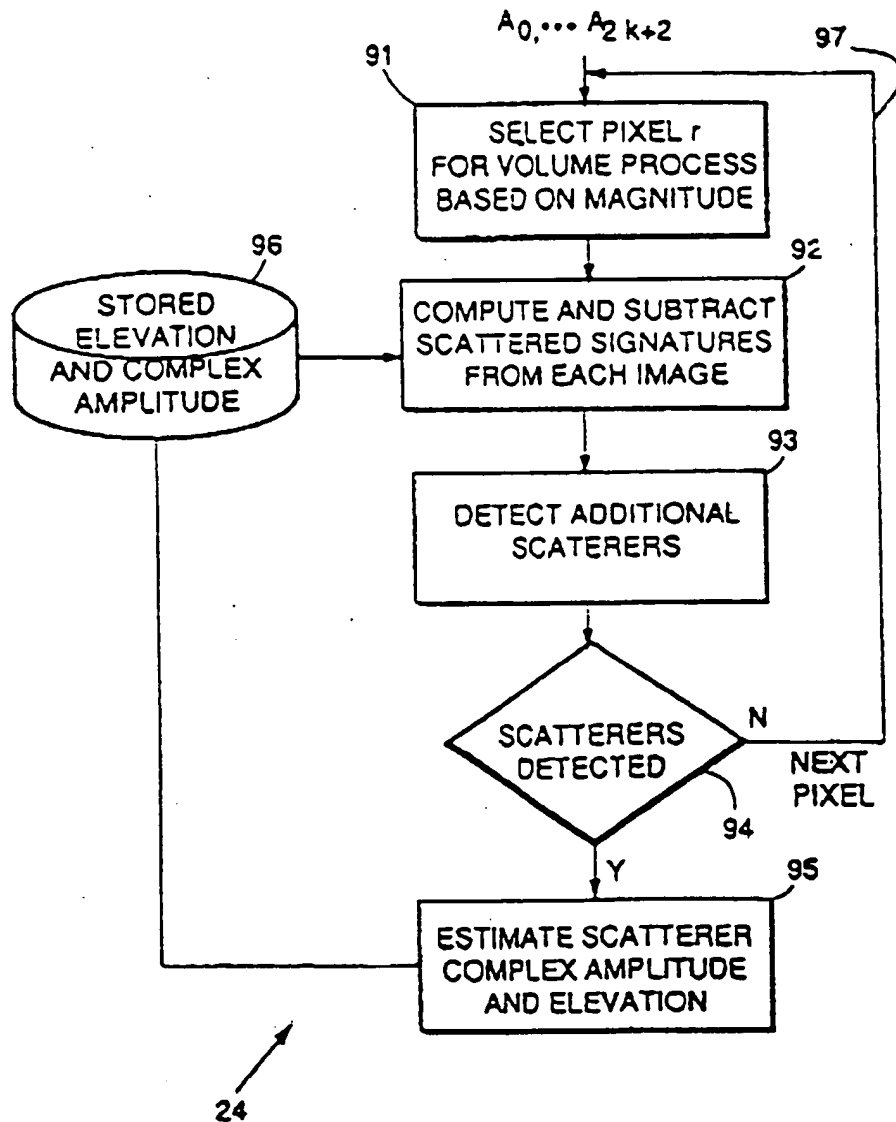 A0,... A2 k+2
97
91
SELECT PIXEL r
FOR VOLUME PROCESS
BASED ON MAGNITUDE
96
92
STORED
ELEVATION
AND COMPLEX
AMPLITUDE
COMPUTE AND SUBTRACT
SCATTERED SIGNATURES
FROM EACH IMAGE
93
DETECT ADDITIONAL
SCATERERS
SCATTERERS
DETECTED
N
NEXT
PIXEL
94
Y
95
ESTIMATE SCATTERER
COMPLEX AMPLITUDE
AND ELEVATION
24